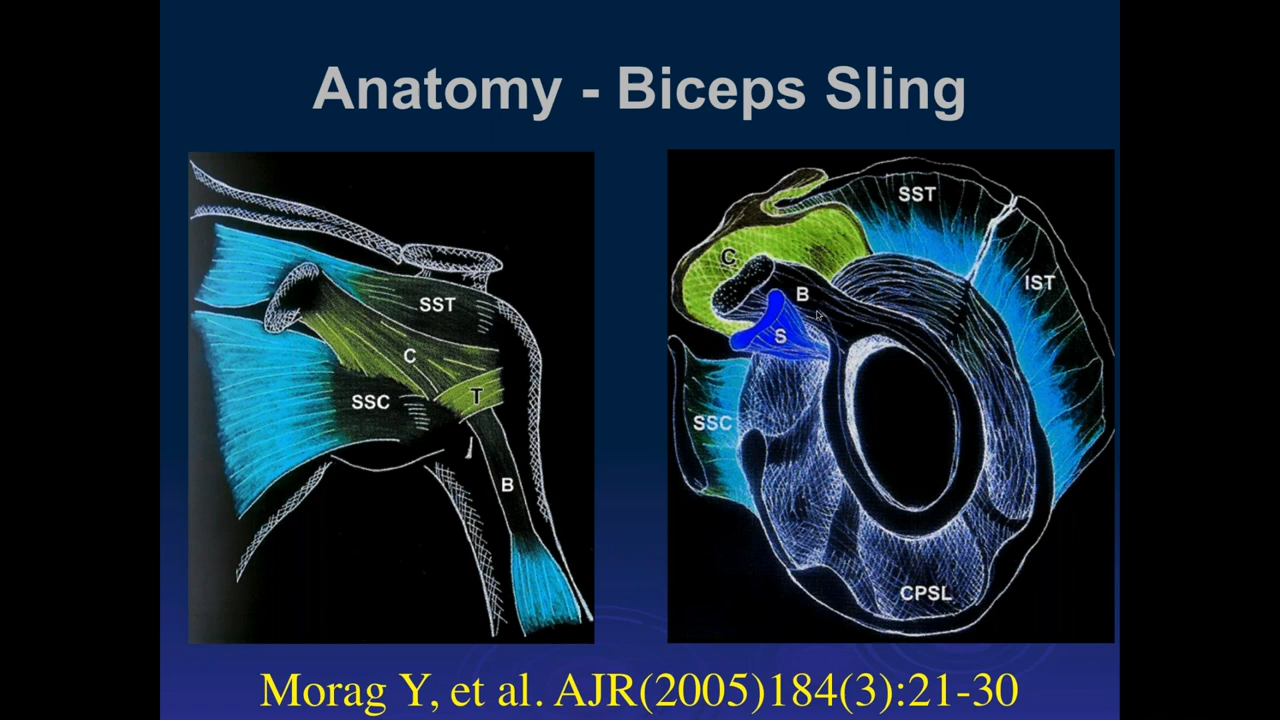 Anatomy - Biceps Sling
SST
C
T
SSC
B
SST
C
IST
B
S
SSC
CPSL
Morag Y, et al. AJR(2005)184(3):21-30